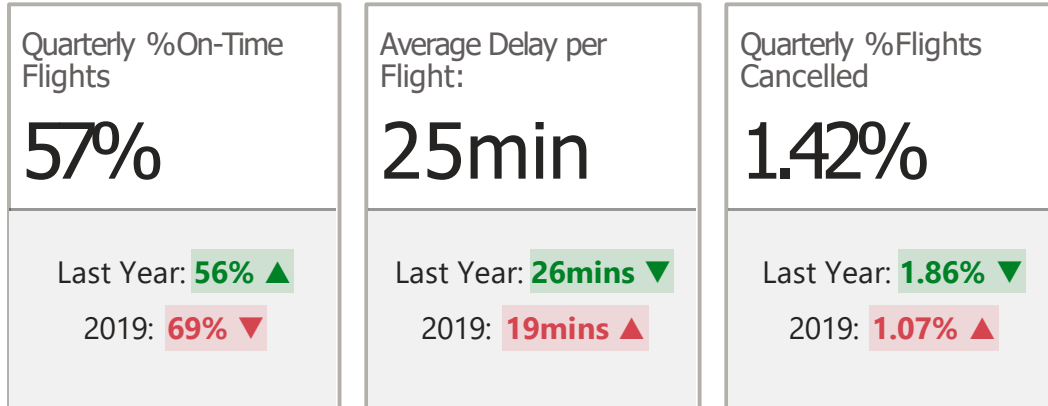 Quarterly %On-Time
Flights
57%
Last Year: 56% ▲
2019: 69% ▼
Average Delay per
Flight:
25min
Last Year: 26mins ▼
2019: 19mins ▲
Quarterly %Flights
Cancelled
1.42%
Last Year: 1.86% ▼
2019: 1.07% ▲